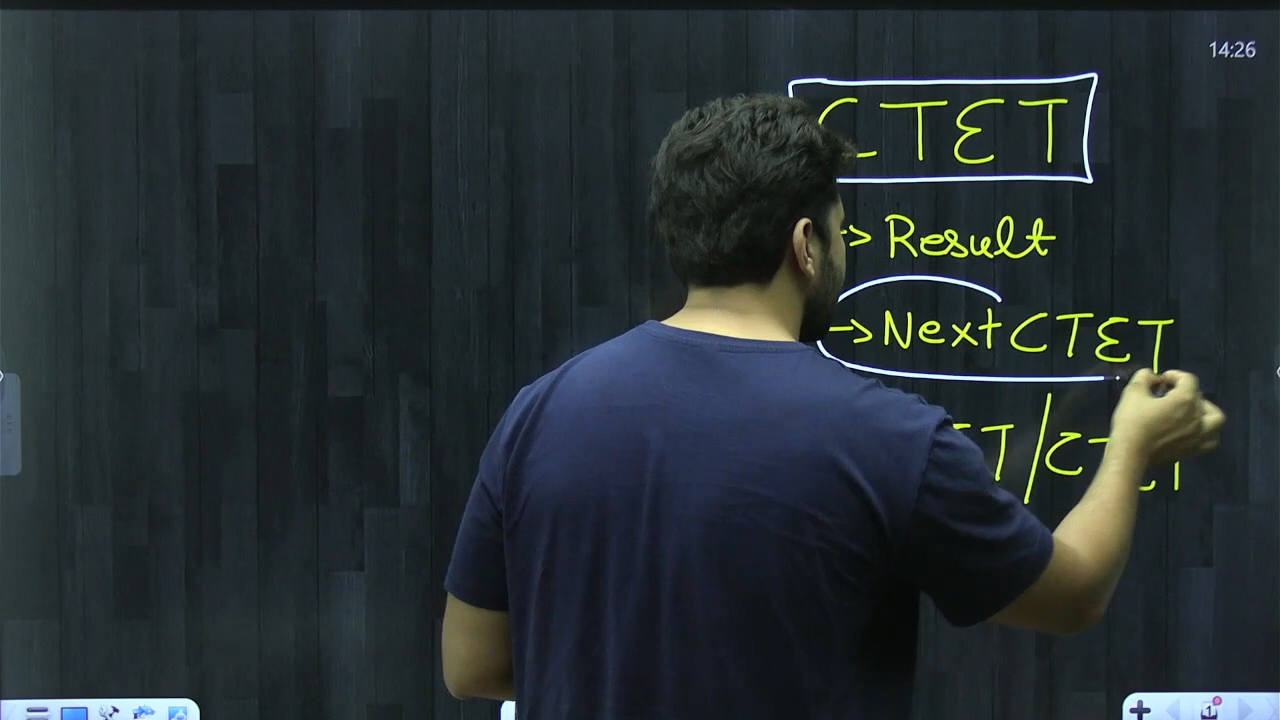 14:26
CTET
→ Result
→ Next CTET